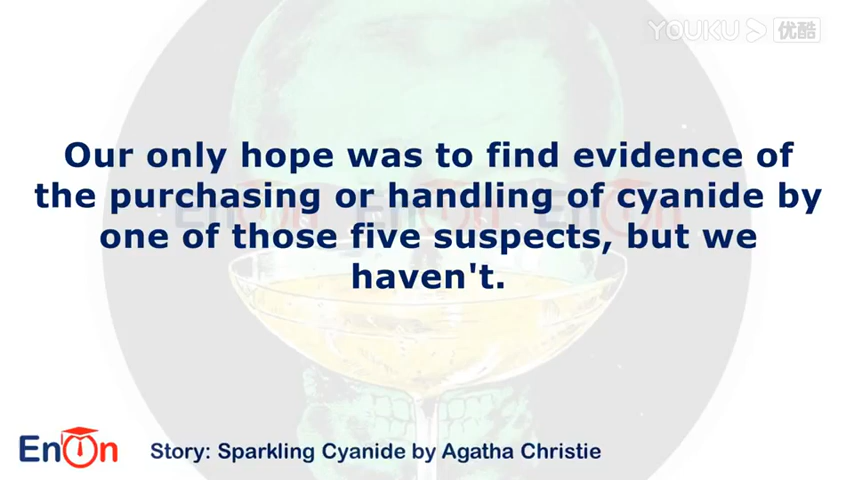 YOUKU 优酷
Our only hope was to find evidence of
the purchasing or handling of cyanide by
one of those five suspects, but we
haven't.
EnOn
Story: Sparkling Cyanide by Agatha Christie